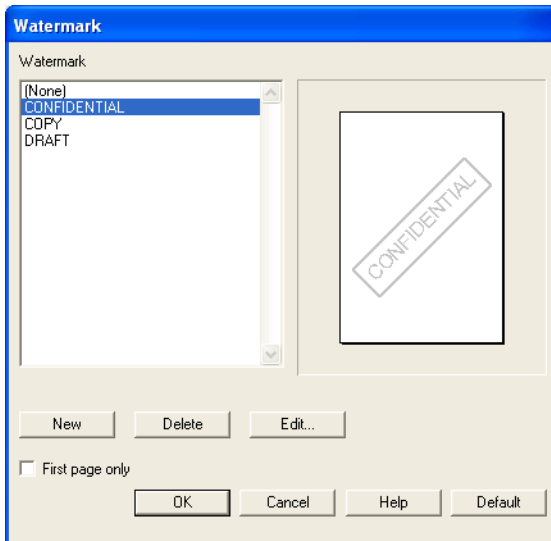 Watermark
Watermark
(None)
CONFIDENTIAL
COPY
DRAFT
CONFIDENTIAL
New Delete Edit...
First page only
OK Cancel Help Default